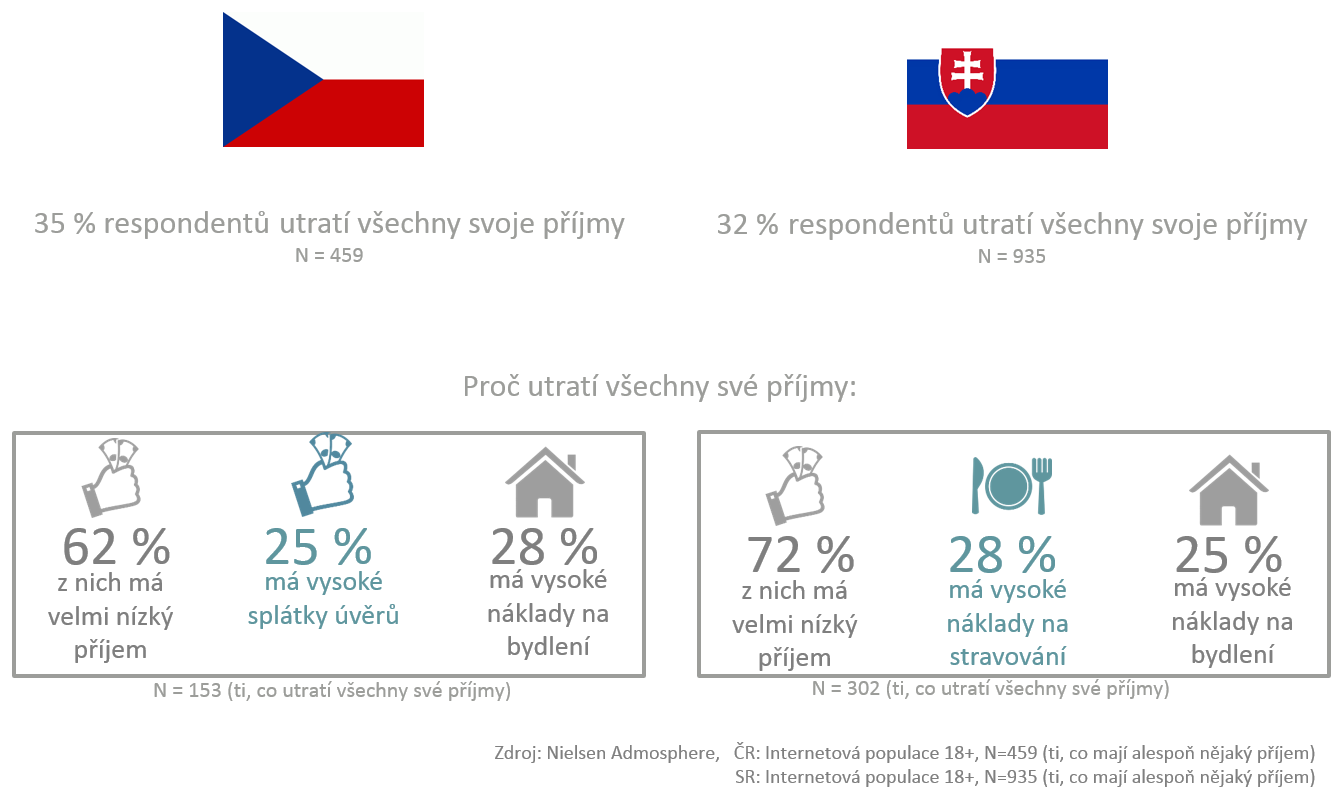 35 % respondentů utratí všechny svoje příjmy
N = 459
32 % respondentů utratí všechny svoje příjmy
N = 935
Proč utratí všechny své příjmy:
62 %
z nich má
velmi nízký
příjem
25 %
má vysoké
splátky úvěrů
28 %
má vysoké
náklady na
bydlení
N = 153 (ti, co utratí všechny své příjmy)
72 %
z nich má
velmi nízký
příjem
28 %
má vysoké
náklady na
stravování
25 %
má vysoké
náklady na
bydlení
N = 302 (ti, co utratí všechny své příjmy)
Zdroj: Nielsen Admosphere, ČR: Internetová populace 18+, N=459 (ti, co mají alespoň nějaký příjem)
SR: Internetová populace 18+, N=935 (ti, co mají alespoň nějaký příjem)